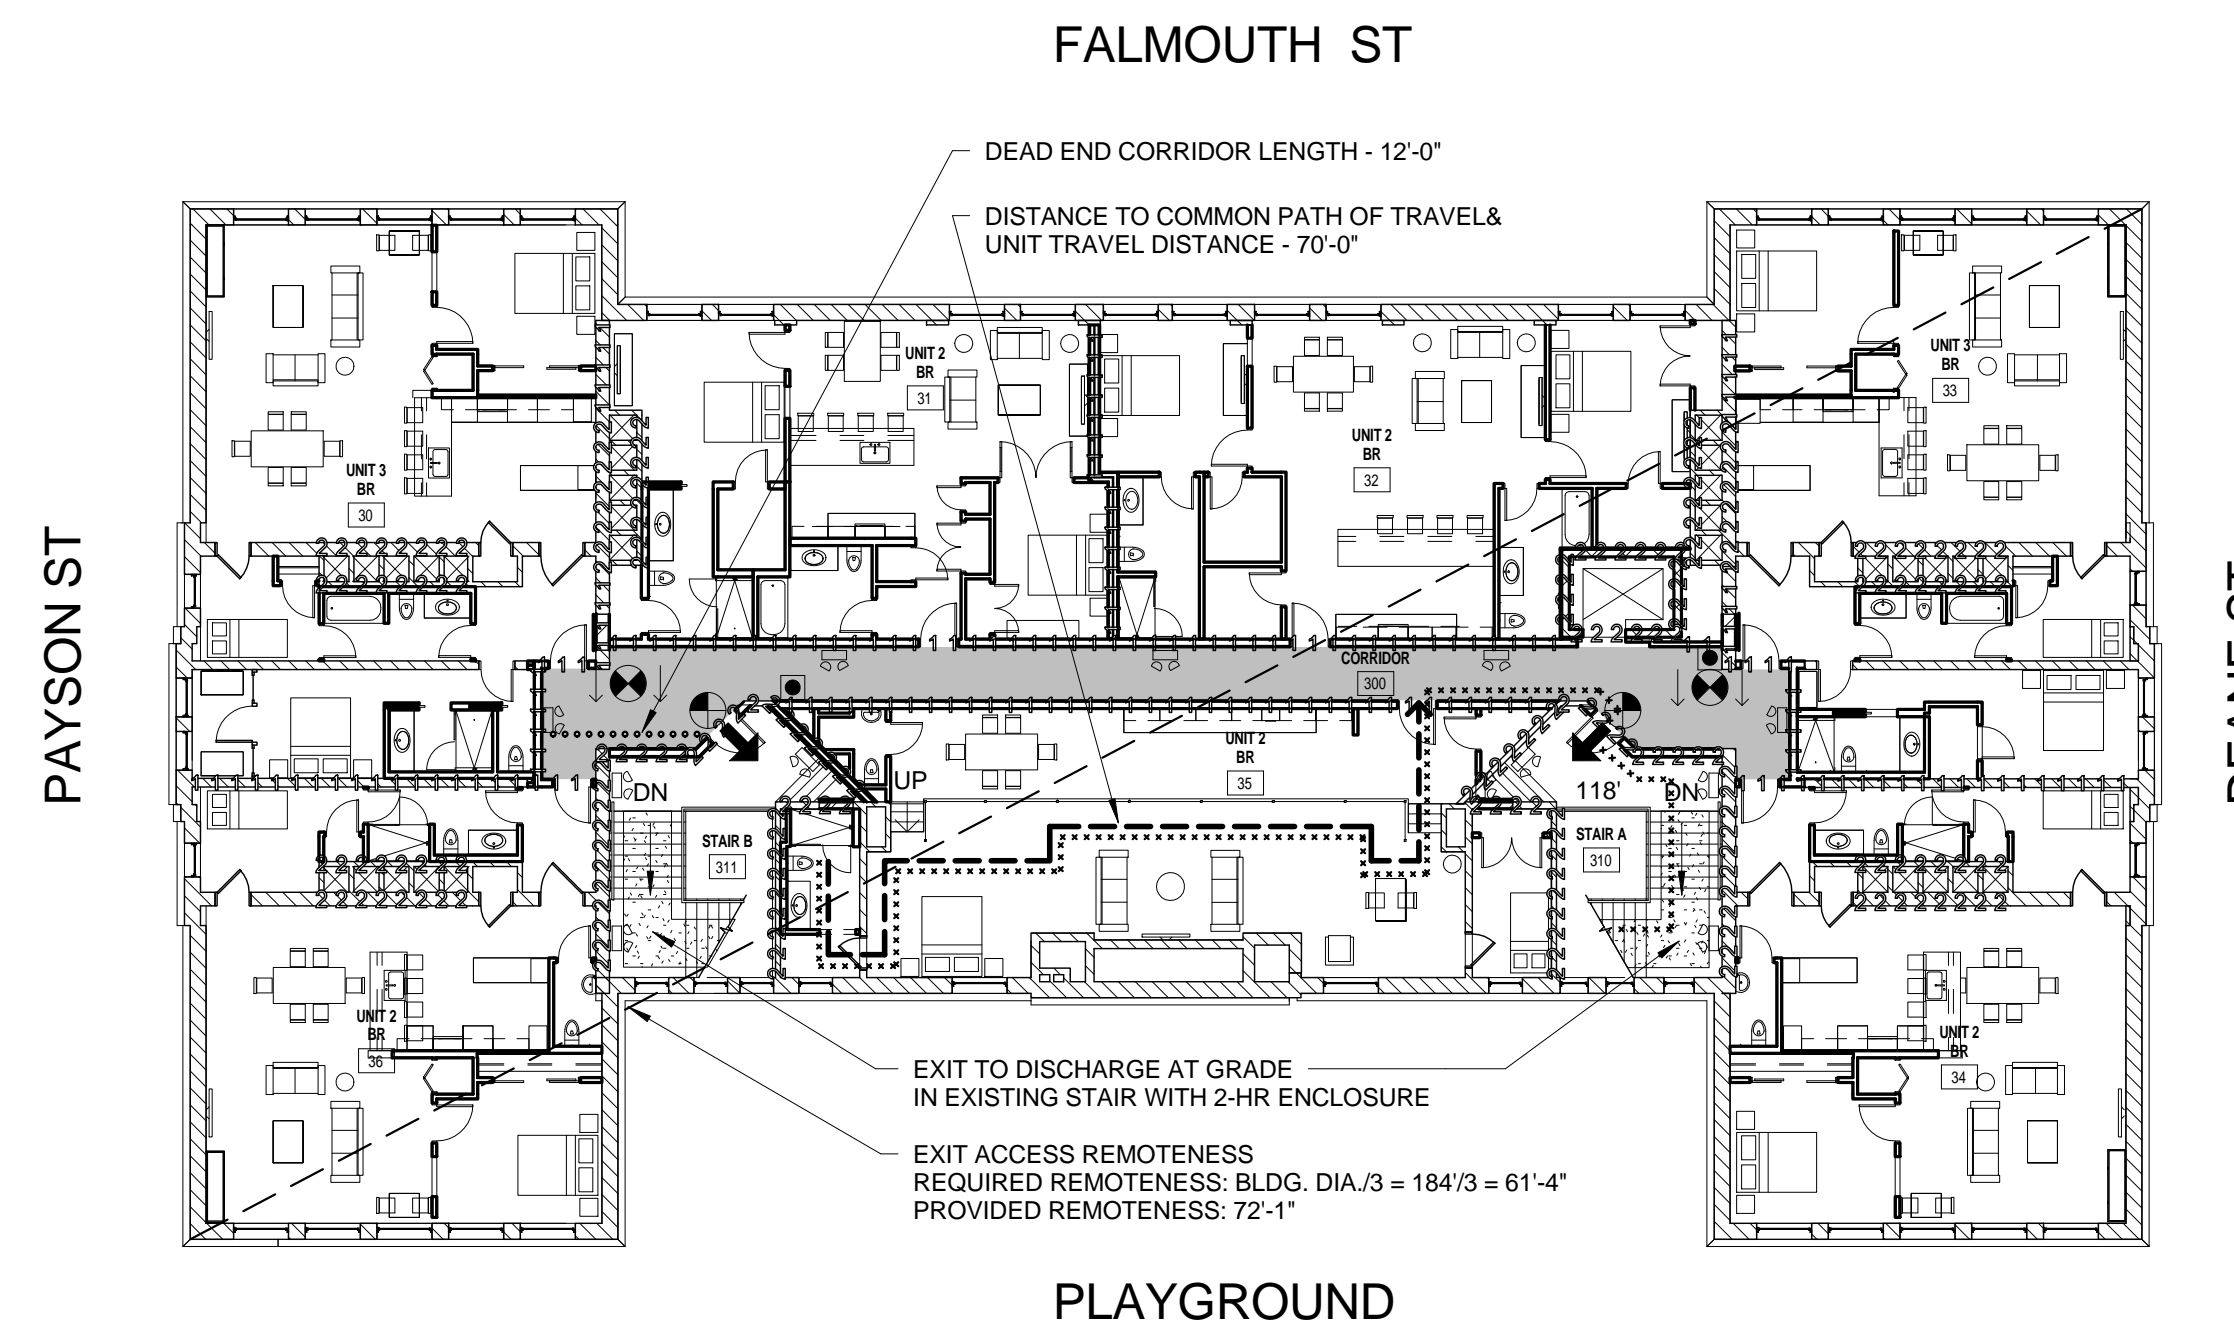 FALMOUTH ST
DEAD END CORRIDOR LENGTH - 12'-0"
DISTANCE TO COMMON PATH OF TRAVEL&
UNIT TRAVEL DISTANCE - 70'-0"
UNIT 2
BR
31
UNIT 3
BR
33
UNIT 2
BR
32
UNIT 3
BR
30
PAYSON ST
CORRIDOR
300
UNIT 2
BR
35
UP
DN
118'
DN
STAIR B
311
STAIR A
310
UNIT 2
BR
36
UNIT 2
BR
34
EXIT TO DISCHARGE AT GRADE
IN EXISTING STAIR WITH 2-HR ENCLOSURE
EXIT ACCESS REMOTENESS
REQUIRED REMOTENESS: BLDG. DIA./3 = 184'/3 = 61'-4"
PROVIDED REMOTENESS: 72'-1"
PLAYGROUND